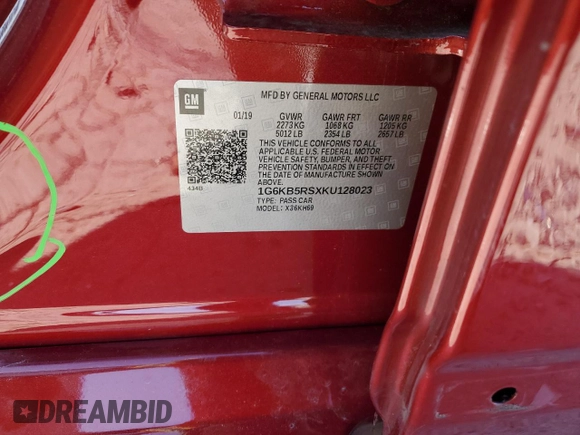 GM
MFD BY GENERAL MOTORS LLC
01/19 GVWR GAWR FRT GAWR RR
2273 KG 1068 KG 1205 KG
5012 LB 2354 LB 2657 LB
THIS VEHICLE CONFORMS TO ALL
APPLICABLE U.S. FEDERAL MOTOR
VEHICLE SAFETY, BUMPER, AND THEFT
PREVENTION STANDARDS IN EFFECT ON
THE DATE OF MANUFACTURE SHOWN
ABOVE.
434D
1G6KB5RSXKU128023
TYPE: PASS CAR
MODEL: X36KH69
DREAMBID